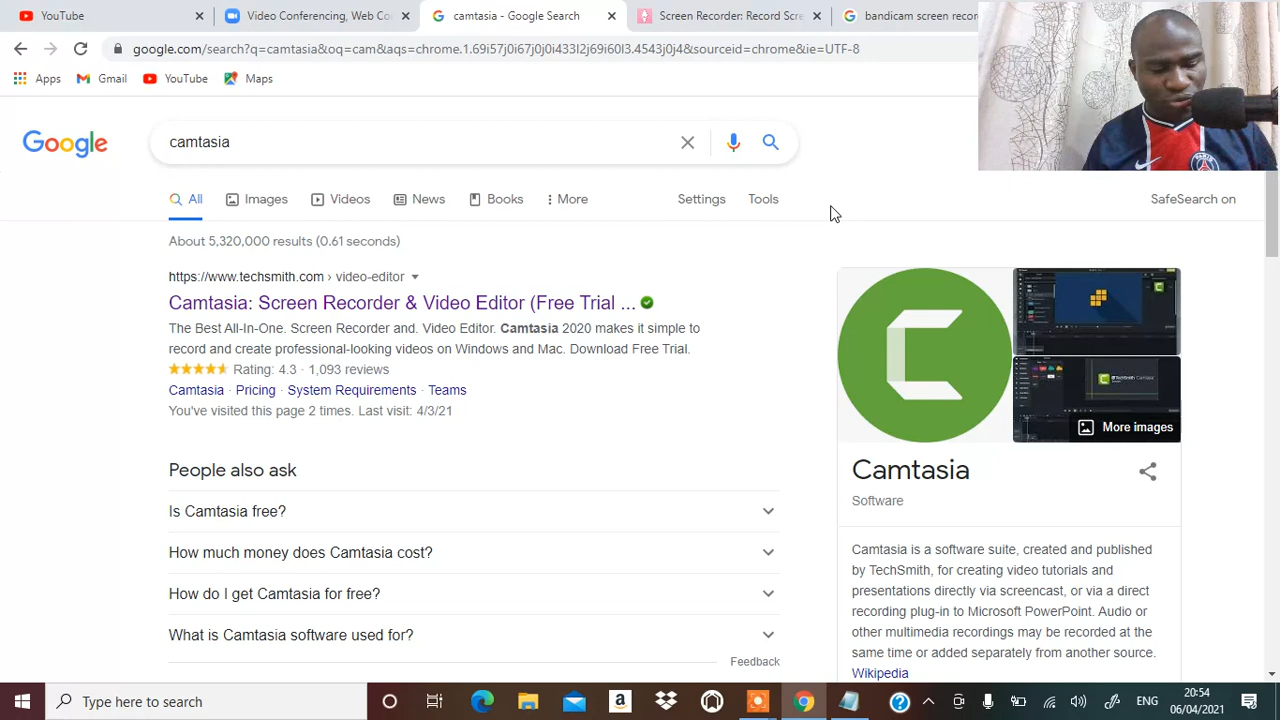 YouTube
Video Conferencing, Web Co
camtasia - Google Search
Screen Recorder: Record Scre
bandicam screen reco
google.com/search?q=camtasia&oq=cam&aqs=chrome.1.69i57j0i67j0j0i433l2j69i60l3.4543j0j4&sourceid=chrome&ie=UTF-8
Apps Gmail YouTube Maps
Google
camtasia
All Images Videos News Books More Settings Tools SafeSearch on
About 5,320,000 results (0.61 seconds)
https://www.techsmith.com › video-editor
Camtasia: Screen Recorder & Video Editor (Free Trial ...
The Best All-In-One. Screen Recorder and Video Editor. Camtasia 2020 makes it simple to
record and create professional-looking videos on Windows and Mac. Download Free Trial.
Rating: 4.3
Camtasia · Pricing · System Requirements · Teams
You've visited this page 2 times. Last visit: 4/3/21
People also ask
Is Camtasia free?
How much money does Camtasia cost?
How do I get Camtasia for free?
What is Camtasia software used for?
Feedback
More images
Camtasia
Software
Camtasia is a software suite, created and published
by TechSmith, for creating video tutorials and
presentations directly via screencast, or via a direct
recording plug-in to Microsoft PowerPoint. Audio or
other multimedia recordings may be recorded at the
same time or added separately from another source.
Wikipedia
Type here to search
ENG
20:54
06/04/2021